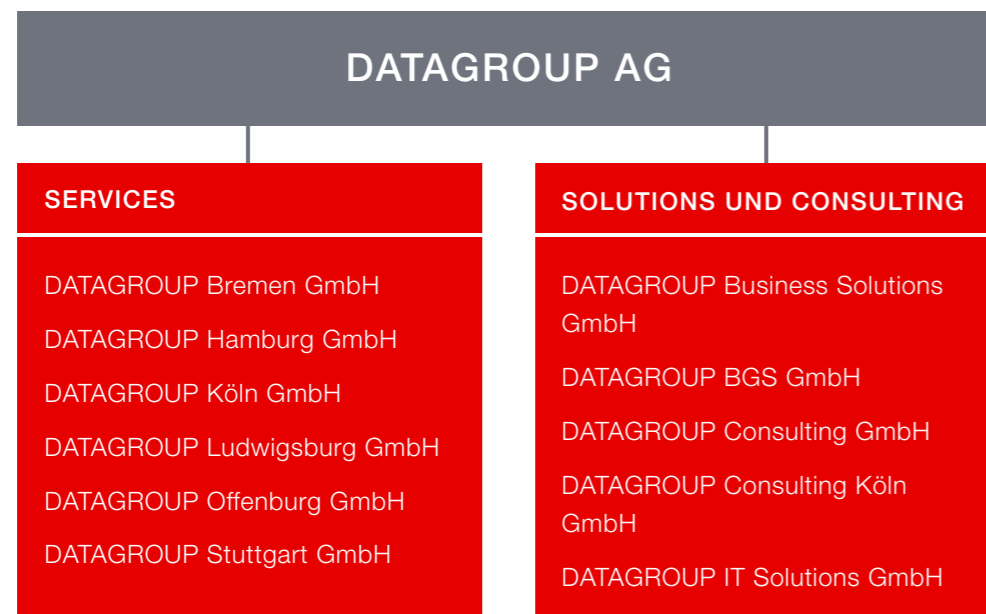 DATAGROUP AG
SERVICES
DATAGROUP Bremen GmbH
DATAGROUP Hamburg GmbH
DATAGROUP Köln GmbH
DATAGROUP Ludwigsburg GmbH
DATAGROUP Offenburg GmbH
DATAGROUP Stuttgart GmbH
SOLUTIONS UND CONSULTING
DATAGROUP Business Solutions
GmbH
DATAGROUP BGS GmbH
DATAGROUP Consulting GmbH
DATAGROUP Consulting Köln
GmbH
DATAGROUP IT Solutions GmbH